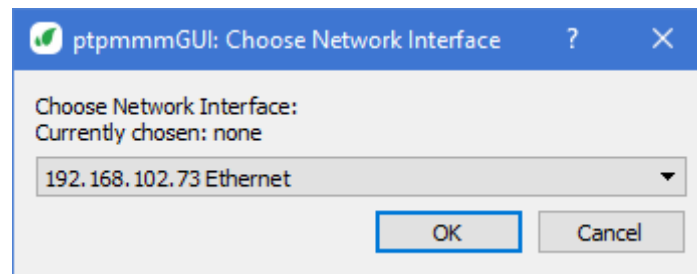 ptpmmmGUI: Choose Network Interface ?
Choose Network Interface:
Currently chosen: none
192.168.102.73 Ethernet
OK Cancel